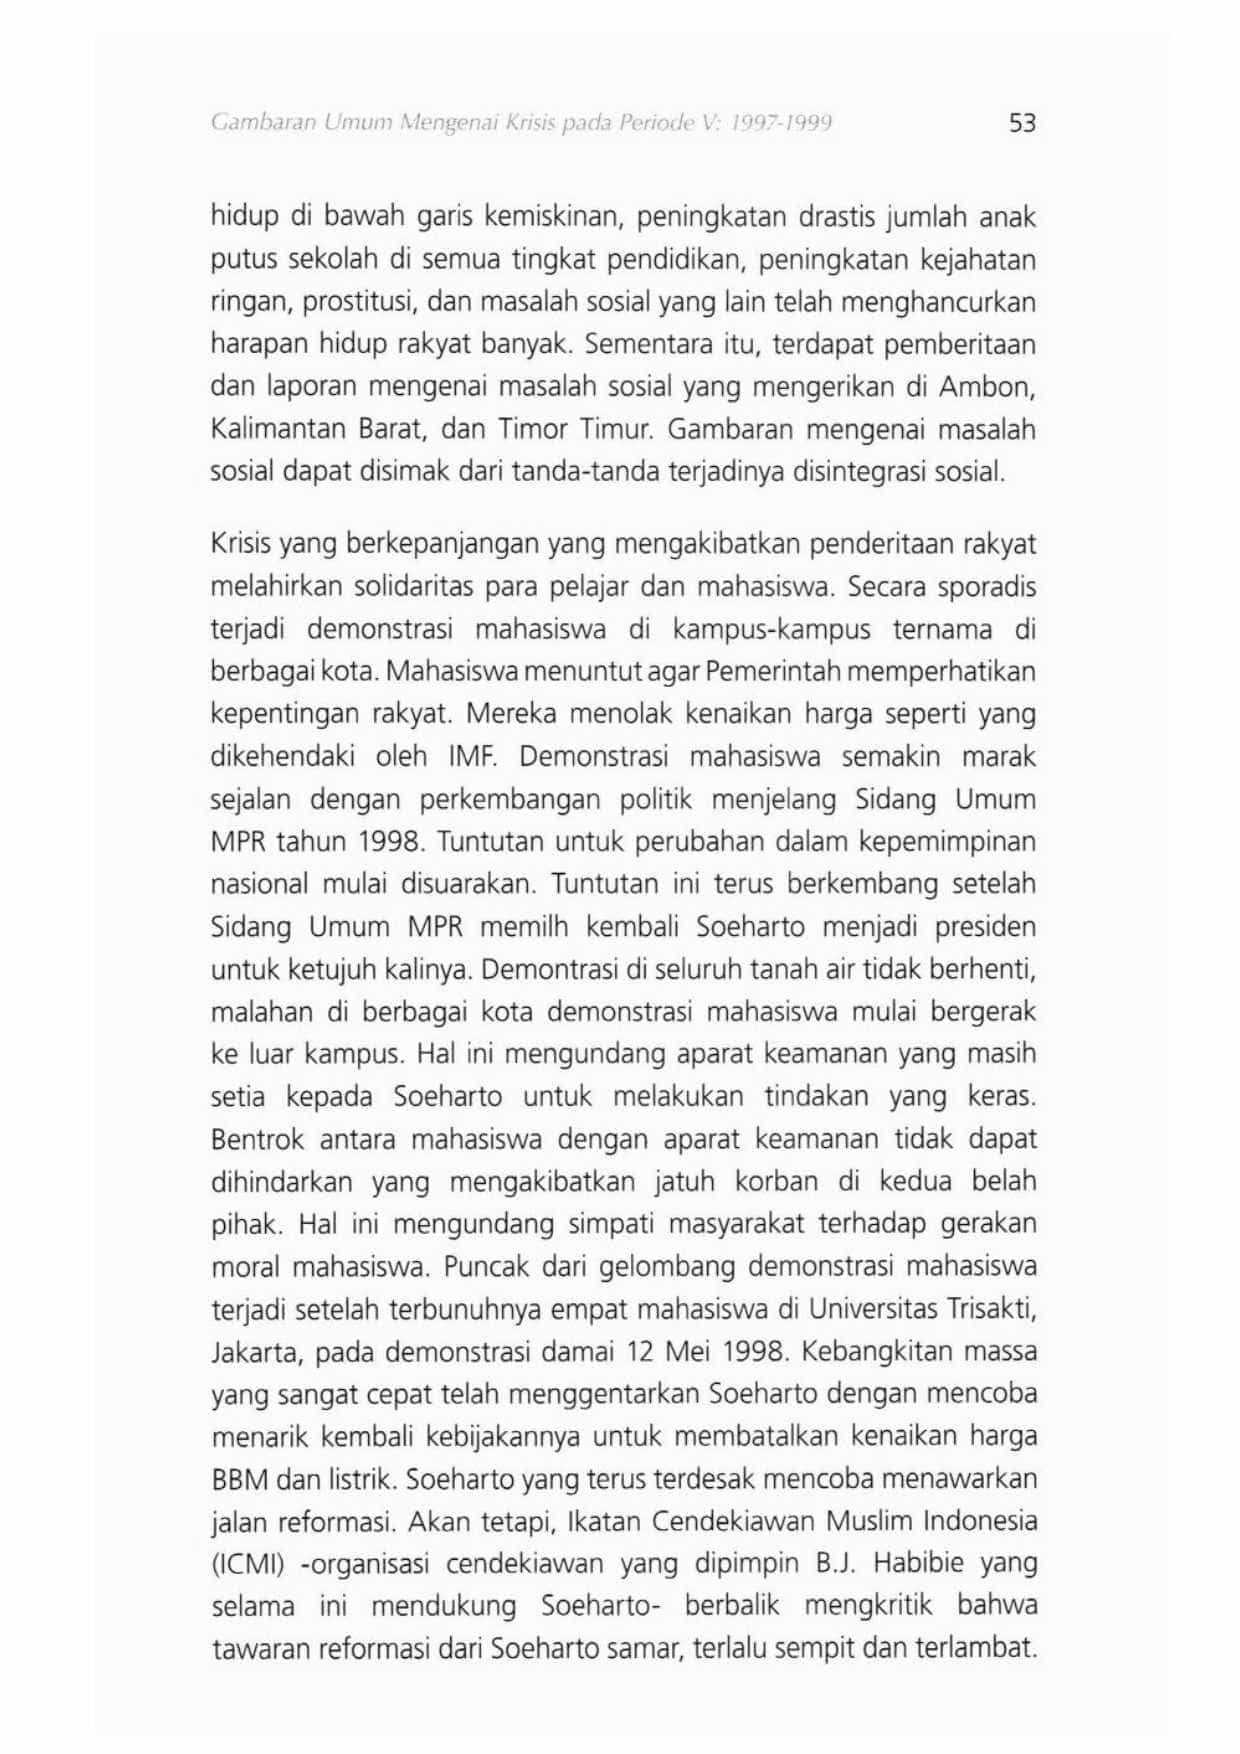 Gambaran Umum Mengenai Krisis pada Periode V: 1997-1999 53
hidup di bawah garis kemiskinan, peningkatan drastis jumlah anak
putus sekolah di semua tingkat pendidikan, peningkatan kejahatan
ringan, prostitusi, dan masalah sosial yang lain telah menghancurkan
harapan hidup rakyat banyak. Sementara itu, terdapat pemberitaan
dan laporan mengenai masalah sosial yang mengerikan di Ambon,
Kalimantan Barat, dan Timor Timur. Gambaran mengenai masalah
sosial dapat disimak dari tanda-tanda terjadinya disintegrasi sosial.
Krisis yang berkepanjangan yang mengakibatkan penderitaan rakyat
melahirkan solidaritas para pelajar dan mahasiswa. Secara sporadis
terjadi demonstrasi mahasiswa di kampus-kampus ternama di
berbagai kota. Mahasiswa menuntut agar Pemerintah memperhatikan
kepentingan rakyat. Mereka menolak kenaikan harga seperti yang
dikehendaki oleh IMF. Demonstrasi mahasiswa semakin marak
sejalan dengan perkembangan politik menjelang Sidang Umum
MPR tahun 1998. Tuntutan untuk perubahan dalam kepemimpinan
nasional mulai disuarakan. Tuntutan ini terus berkembang setelah
Sidang Umum MPR memilh kembali Soeharto menjadi presiden
untuk ketujuh kalinya. Demontrasi di seluruh tanah air tidak berhenti,
malahan di berbagai kota demonstrasi mahasiswa mulai bergerak
ke luar kampus. Hal ini mengundang aparat keamanan yang masih
setia kepada Soeharto untuk melakukan tindakan yang keras.
Bentrok antara mahasiswa dengan aparat keamanan tidak dapat
dihindarkan yang mengakibatkan jatuh korban di kedua belah
pihak. Hal ini mengundang simpati masyarakat terhadap gerakan
moral mahasiswa. Puncak dari gelombang demonstrasi mahasiswa
terjadi setelah terbunuhnya empat mahasiswa di Universitas Trisakti,
Jakarta, pada demonstrasi damai 12 Mei 1998. Kebangkitan massa
yang sangat cepat telah menggentarkan Soeharto dengan mencoba
menarik kembali kebijakannya untuk membatalkan kenaikan harga
BBM dan listrik. Soeharto yang terus terdesak mencoba menawarkan
jalan reformasi. Akan tetapi, Ikatan Cendekiawan Muslim Indonesia
(ICMI) -organisasi cendekiawan yang dipimpin B.J. Habibie yang
selama ini mendukung Soeharto- berbalik mengkritik bahwa
tawaran reformasi dari Soeharto samar, terlalu sempit dan terlambat.